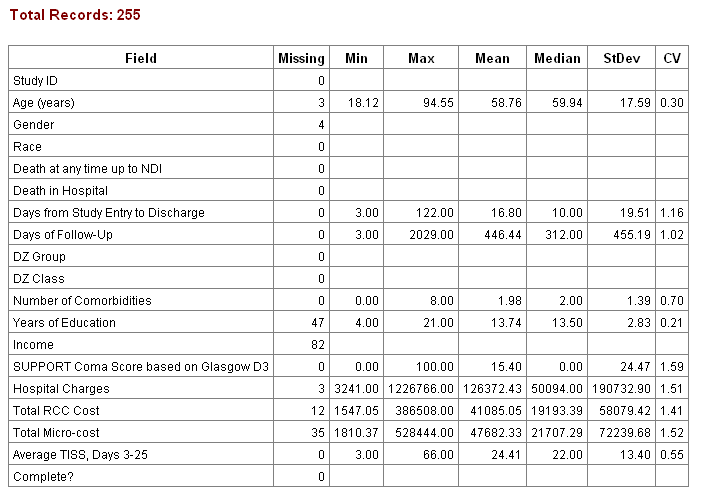 Total Records: 255
Field Missing Min Max Mean Median StDev CV
Study ID 0
Age (years) 3 18.12 94.55 58.76 59.94 17.59 0.30
Gender 4
Race 0
Death at any time up to NDI 0
Death in Hospital 0
Days from Study Entry to Discharge 0 3.00 122.00 16.80 10.00 19.51 1.16
Days of Follow-Up 0 3.00 2029.00 446.44 312.00 455.19 1.02
DZ Group 0
DZ Class 0
Number of Comorbidities 0 0.00 8.00 1.98 2.00 1.39 0.70
Years of Education 47 4.00 21.00 13.74 13.50 2.83 0.21
Income 82
SUPPORT Coma Score based on Glasgow D3 0 0.00 100.00 15.40 0.00 24.47 1.59
Hospital Charges 3 3241.00 1226766.00 126372.43 50094.00 190732.90 1.51
Total RCC Cost 12 1547.05 386508.00 41085.05 19193.39 58079.42 1.41
Total Micro-cost 35 1810.37 528444.00 47682.33 21707.29 72239.68 1.52
Average TISS, Days 3-25 0 3.00 66.00 24.41 22.00 13.40 0.55
Complete? 0